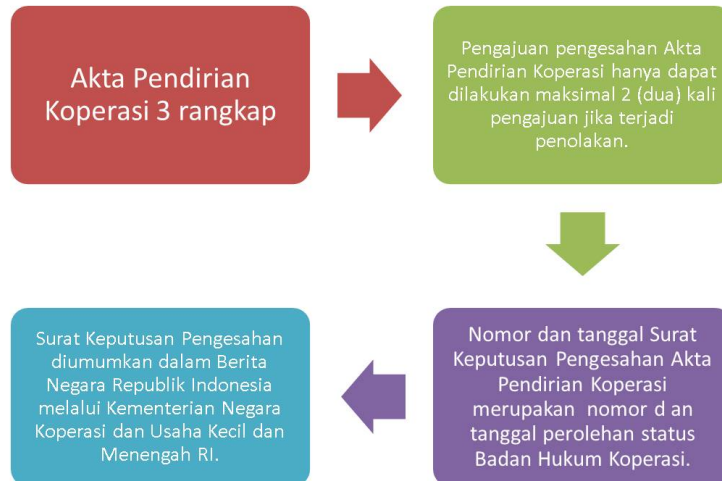 Akta Pendirian
Koperasi 3 rangkap
Pengajuan pengesahan Akta
Pendirian Koperasi hanya dapat
dilakukan maksimal 2 (dua) kali
pengajuan jika terjadi
penolakan.
Nomor dan tanggal Surat
Keputusan Pengesahan Akta
Pendirian Koperasi
merupakan nomor d an
tanggal perolehan status
Badan Hukum Koperasi.
Surat Keputusan Pengesahan
diumumkan dalam Berita
Negara Republik Indonesia
melalui Kementerian Negara
Koperasi dan Usaha Kecil dan
Menengah RI.